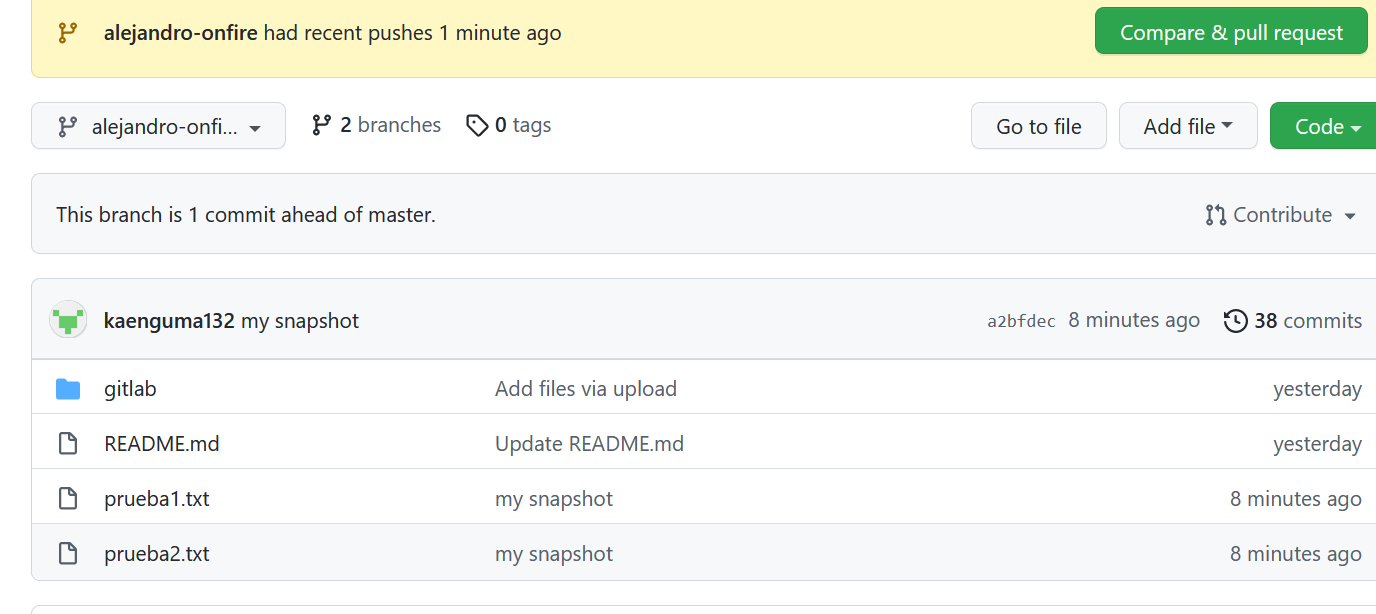 alejandro-onfire had recent pushes 1 minute ago
Compare & pull request
alejandro-onfi...
2 branches
0 tags
Go to file
Add file
Code
This branch is 1 commit ahead of master.
Contribute
kaenguma132 my snapshot
a2bfdec 8 minutes ago
38 commits
gitlab Add files via upload yesterday
README.md Update README.md yesterday
prueba1.txt my snapshot 8 minutes ago
prueba2.txt my snapshot 8 minutes ago